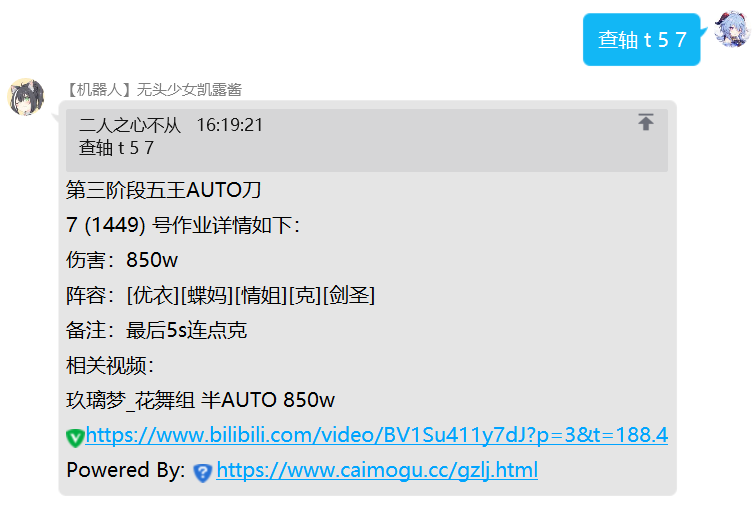 查轴 t 5 7
【机器人】无头少女凯露酱
二人之心不从 16:19:21
查轴 t 5 7
第三阶段五王AUTO刀
7 (1449) 号作业详情如下：
伤害：850w
阵容：[优衣][蝶妈][情姐][克][剑圣]
备注：最后5s连点克
相关视频：
玖璃梦_花舞组 半AUTO 850w
https://www.bilibili.com/video/BV1Su411y7dJ?p=3&t=188.4
Powered By: https://www.caimogu.cc/gzlj.html